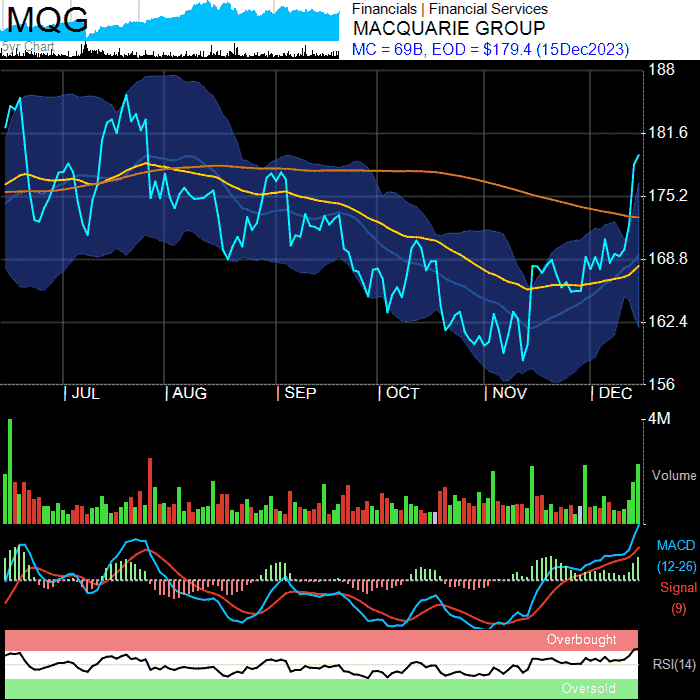 MQG
5yr Chart
Financials | Financial Services
MACQUARIE GROUP
MC = 69B, EOD = $179.4 (15Dec2023)
188
181.6
175.2
168.8
162.4
156
| JUL | AUG | SEP | OCT | NOV | DEC
4M
Volume
MACD
(12-26)
Signal
(9)
Overbought
RSI(14)
Oversold